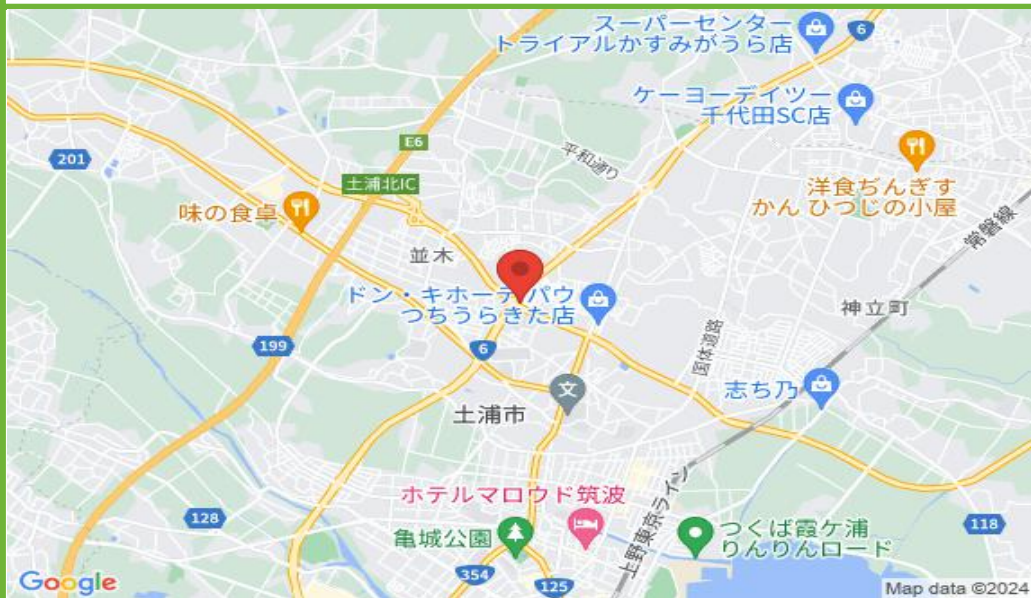 スーパーセンター
トライアルかすみがうら店
6
ケーヨーデイツー
千代田SC店
E6
平和通り
201
土浦北IC
洋食ぢんぎす
かん ひつじの小屋
味の食卓
常磐線
並木
ドン・キホーテ パウ
つちうらきた店
神立町
199
6
国体道路
志ち乃
文
土浦市
ホテルマロウド筑波
上野東京ライン
128
亀城公園
つくば霞ケ浦
りんりんロード
118
354
125
Google
Map data ©2024